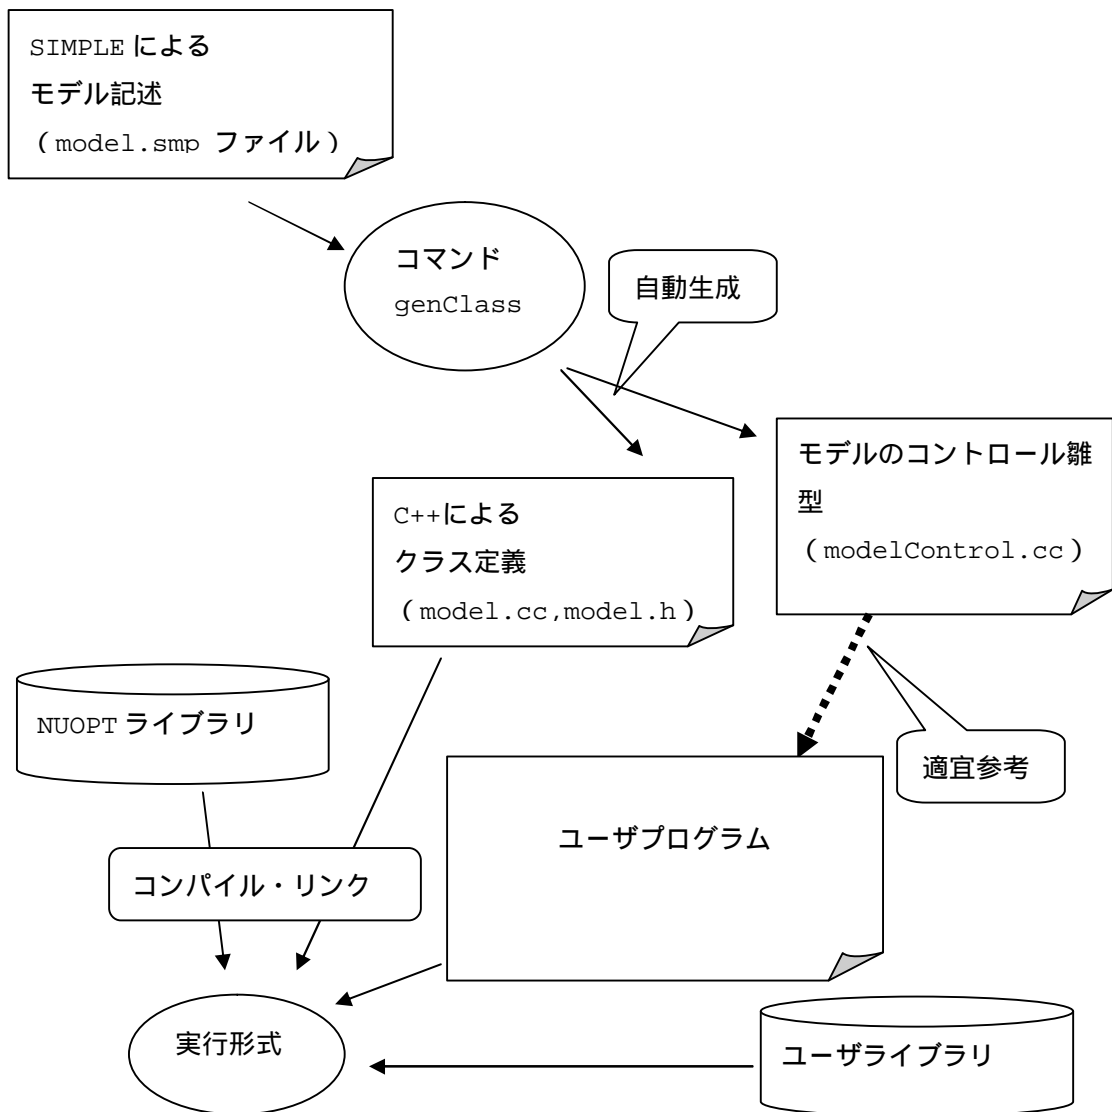 SIMPLE による
モデル記述
（model.smp ファイル）
コマンド
genClass
自動生成
モデルのコントロール雛
型
（modelControl.cc）
C++による
クラス定義
（model.cc,model.h）
NUOPT ライブラリ
適宜参考
ユーザプログラム
コンパイル・リンク
実行形式
ユーザライブラリ